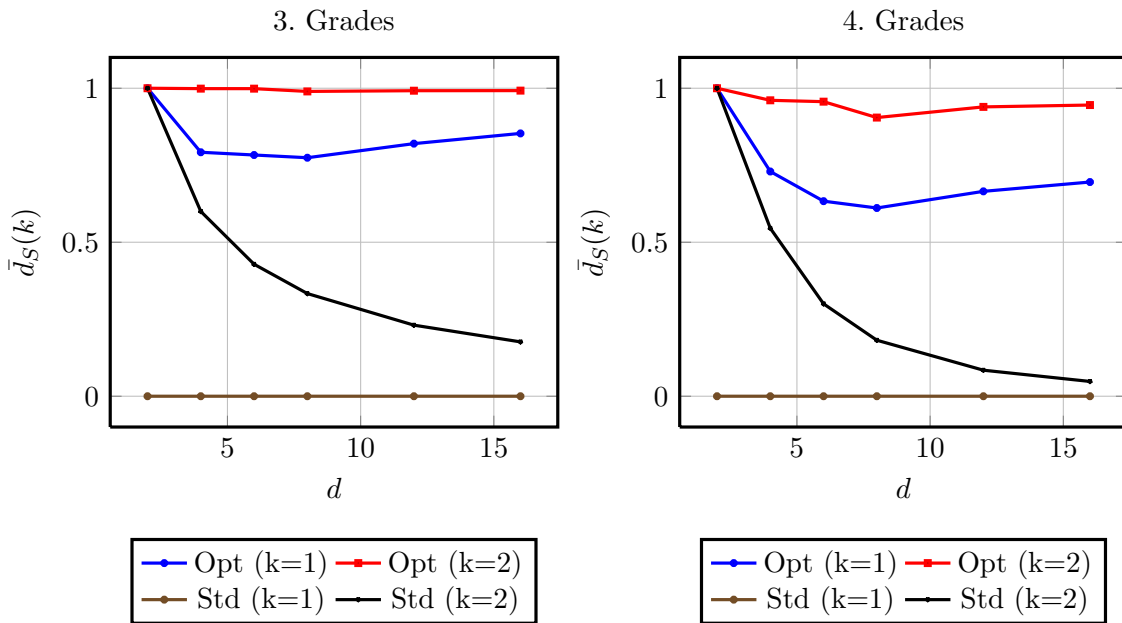 3. Grades
4. Grades
1
0.5
0
5 10 15
d
d̄_S(k)
1
0.5
0
5 10 15
d
d̄_S(k)
Opt (k=1) Opt (k=2)
Std (k=1) Std (k=2)
Opt (k=1) Opt (k=2)
Std (k=1) Std (k=2)